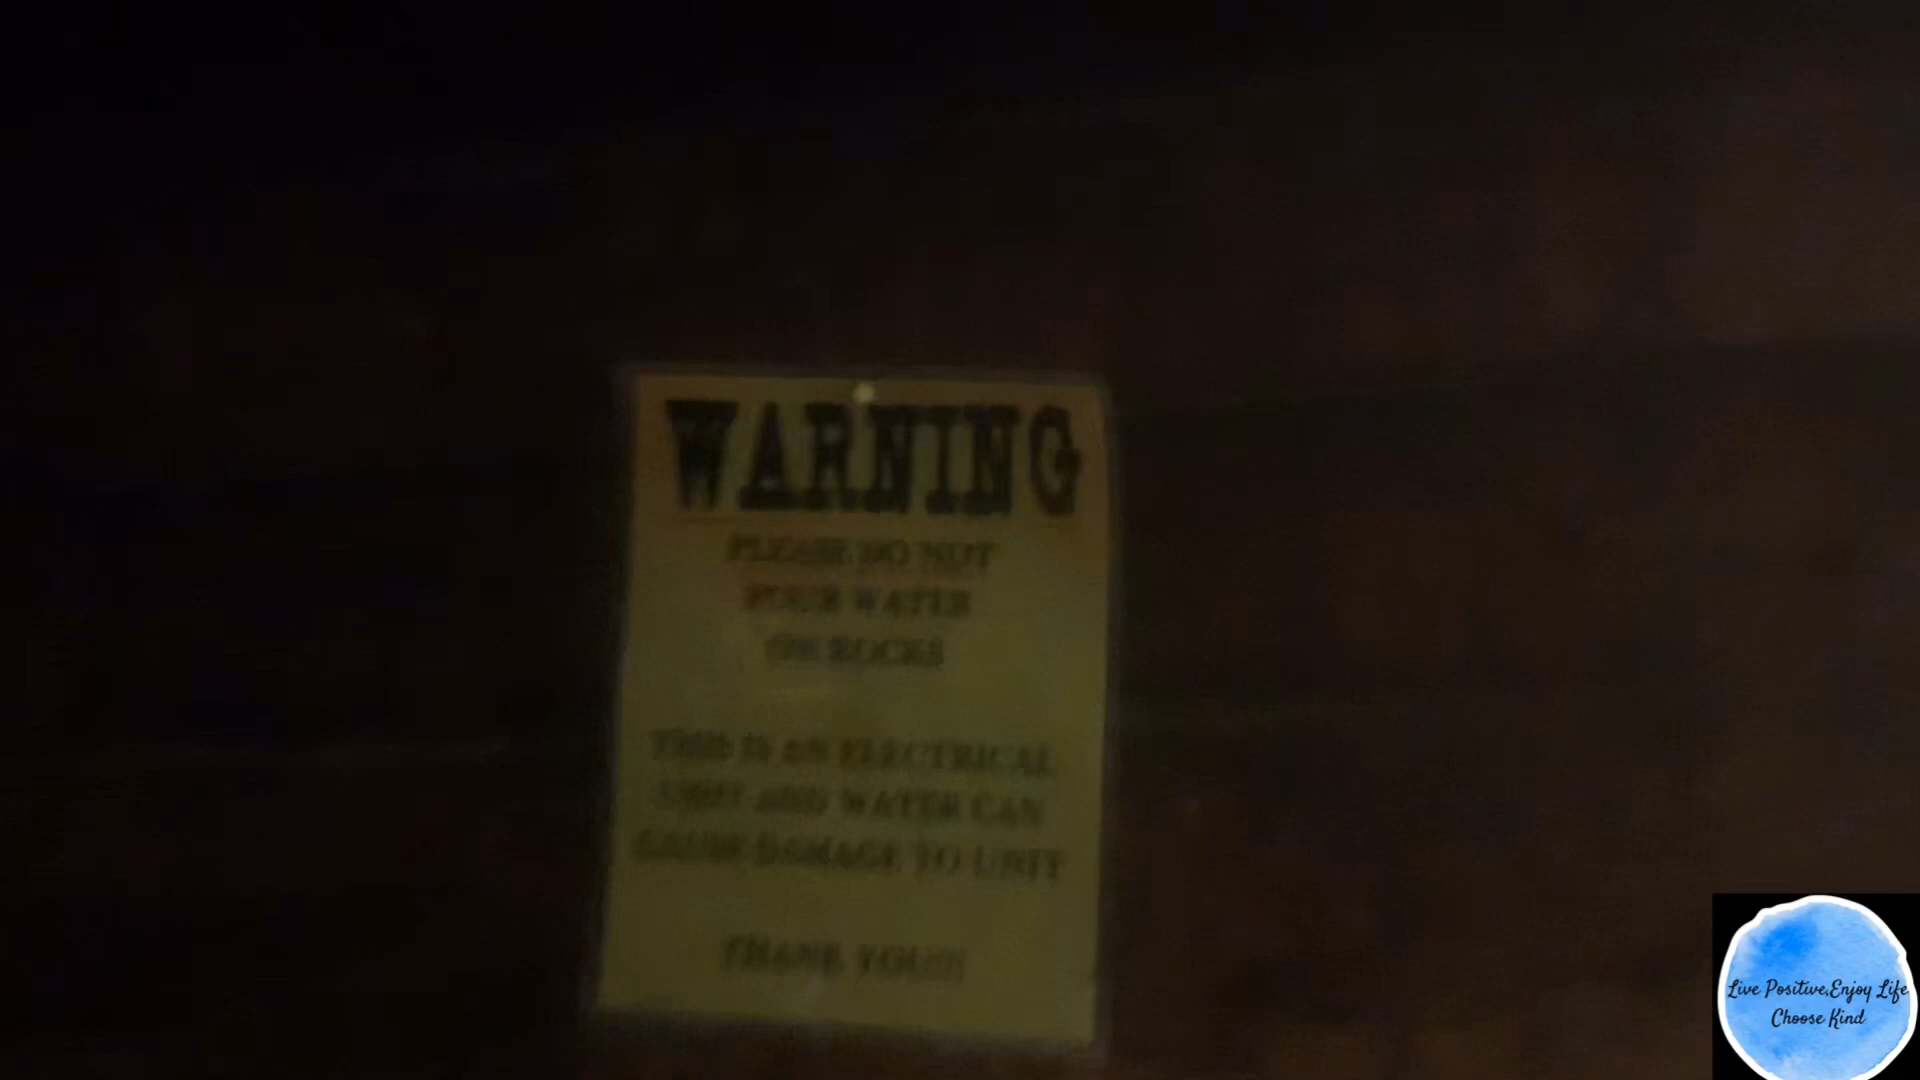 WARNING
PLEASE DO NOT
POUR WATER
ON ROCKS
THIS IS AN ELECTRICAL
UNIT AND WATER CAN
CAUSE DAMAGE TO UNIT
THANK YOU!!
Live Positive,Enjoy Life
Choose Kind